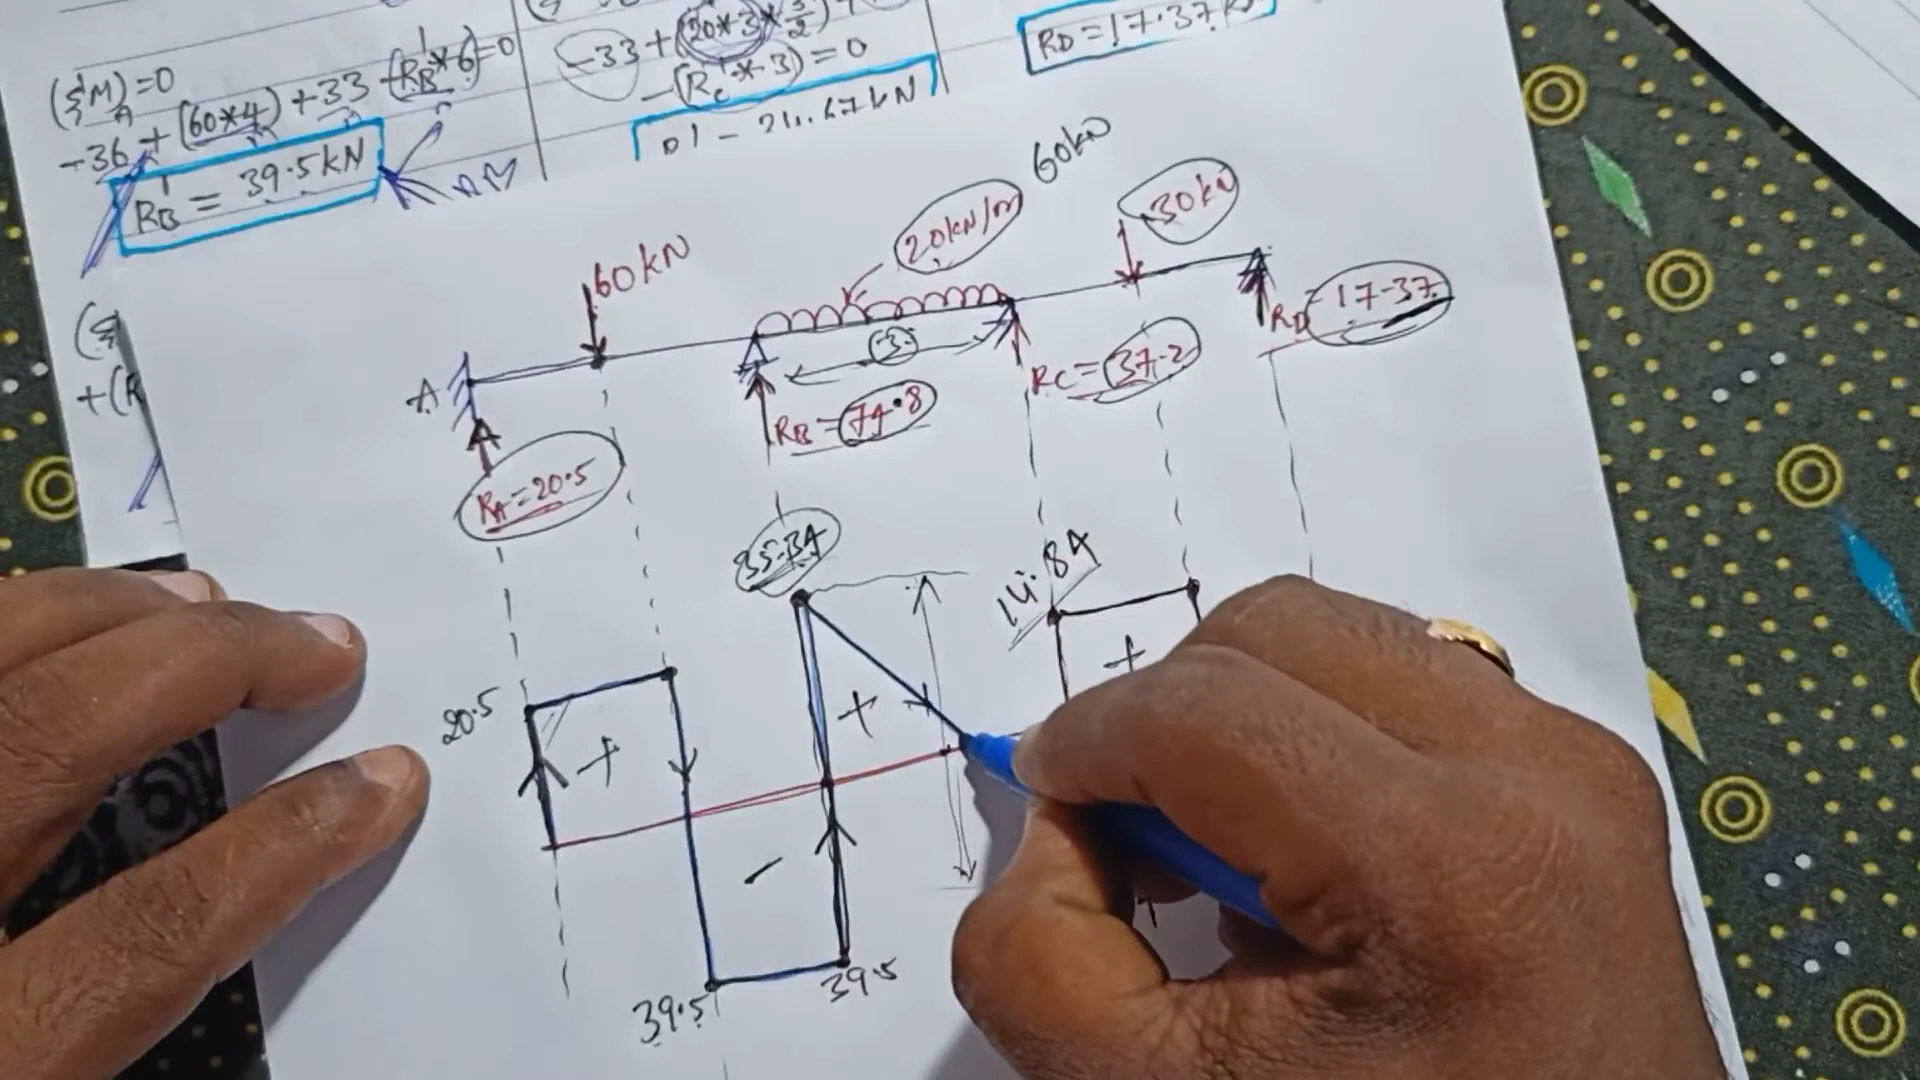 (ΣM)A=0
-36 + (60*4) + 33 - (RB' * 6) = 0
RB' = 39.5 kN
-33 + (20*3*3/2) +
- (RC' * 3) = 0
RD = 17.37
+(R
60kN
20kN/m
60kN
30kN
A
3
RA = 20.5
RB = 74.8
RC = 37.2
RD = 17-37
20.5
+
-
39.5
39.5
35.34
+
14.84
+